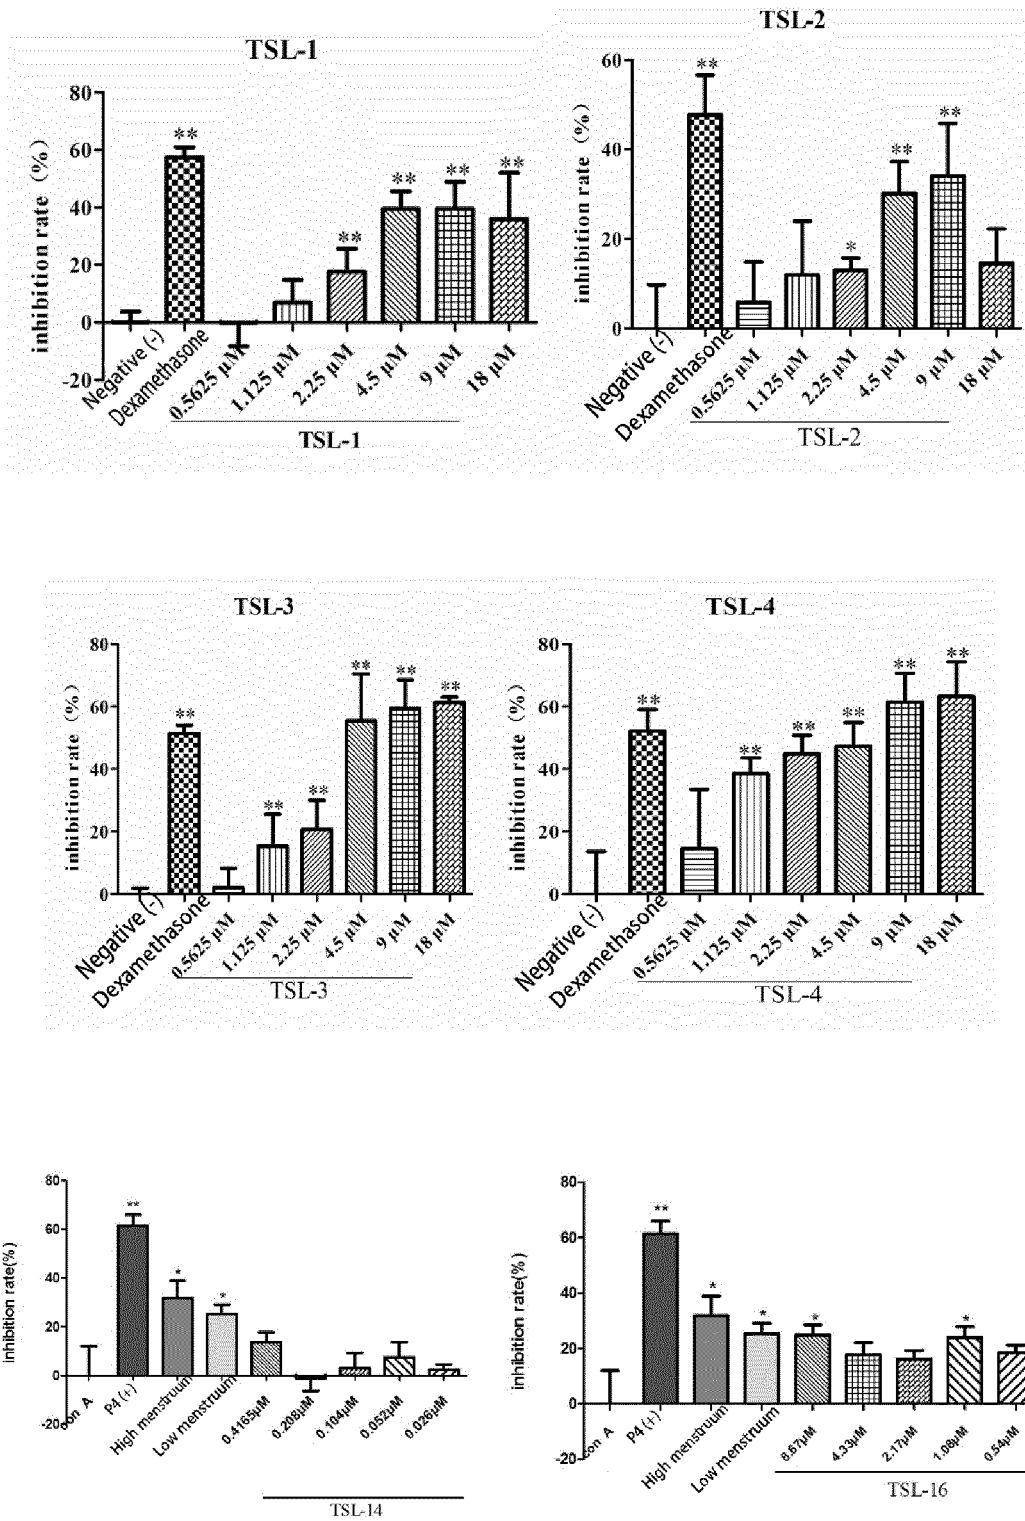 TSL-1
inhibition rate (%)
80
60
40
20
0
-20
**
**
**
**
**
Negative (-)
Dexamethasone
0.5625 μM
1.125 μM
2.25 μM
4.5 μM
9 μM
18 μM
TSL-1
TSL-2
inhibition rate (%)
60
40
20
0
**
*
**
**
Negative (-)
Dexamethasone
0.5625 μM
1.125 μM
2.25 μM
4.5 μM
9 μM
18 μM
TSL-2
TSL-3
inhibition rate (%)
80
60
40
20
0
**
**
**
**
**
**
Negative (-)
Dexamethasone
0.5625 μM
1.125 μM
2.25 μM
4.5 μM
9 μM
18 μM
TSL-3
TSL-4
inhibition rate (%)
80
60
40
20
0
**
**
**
**
**
**
Negative (-)
Dexamethasone
0.5625 μM
1.125 μM
2.25 μM
4.5 μM
9 μM
18 μM
TSL-4
inhibition rate(%)
80
60
40
20
0
-20
**
*
*
con A
P4 (+)
High menstruum
Low menstruum
0.4165μM
0.208μM
0.104μM
0.052μM
0.026μM
TSL-14
inhibition rate(%)
80
60
40
20
0
-20
**
*
*
*
*
con A
P4 (+)
High menstruum
Low menstruum
8.67μM
4.33μM
2.17μM
1.08μM
0.54μM
TSL-16